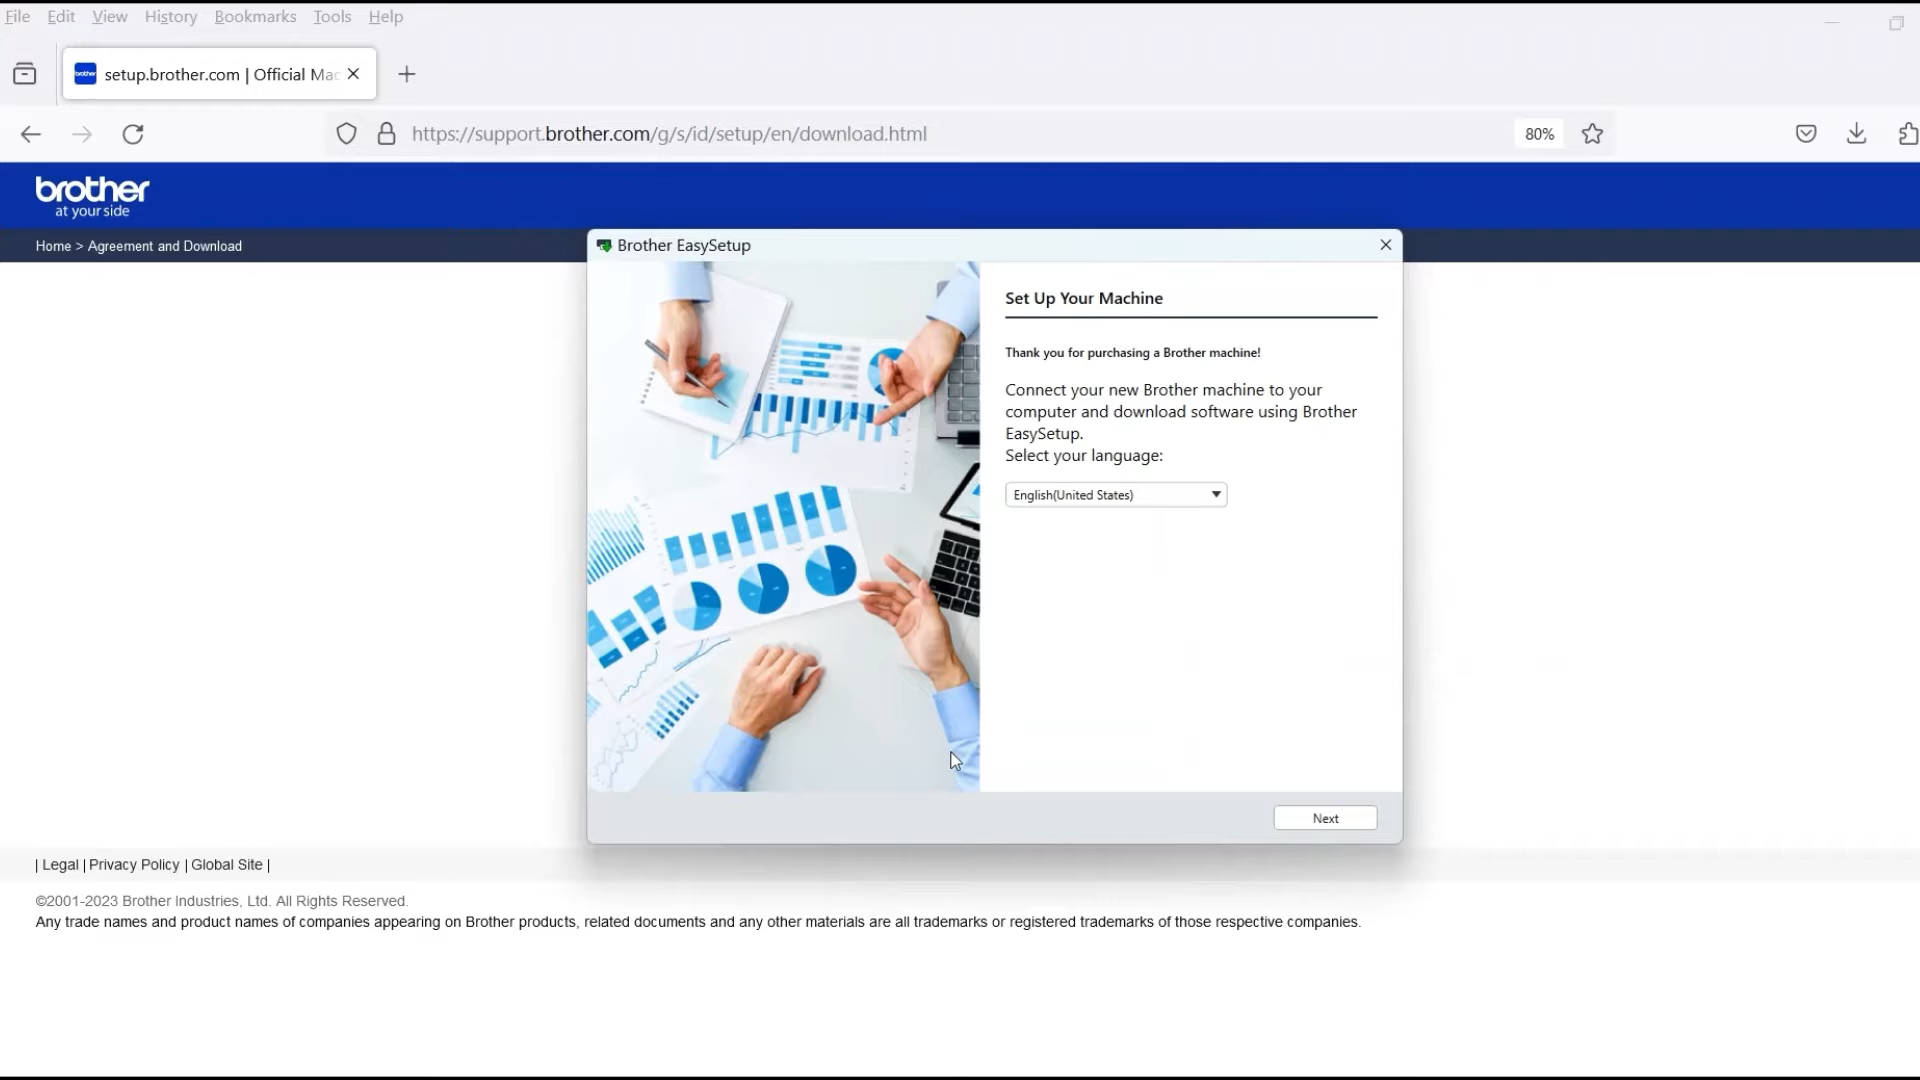 File Edit View History Bookmarks Tools Help
brother setup.brother.com | Official Mac
https://support.brother.com/g/s/id/setup/en/download.html 80%
brother
at your side
Home > Agreement and Download
Brother EasySetup
Set Up Your Machine
Thank you for purchasing a Brother machine!
Connect your new Brother machine to your
computer and download software using Brother
EasySetup.
Select your language:
English(United States)
Next
| Legal | Privacy Policy | Global Site |
©2001-2023 Brother Industries, Ltd. All Rights Reserved.
Any trade names and product names of companies appearing on Brother products, related documents and any other materials are all trademarks or registered trademarks of those respective companies.